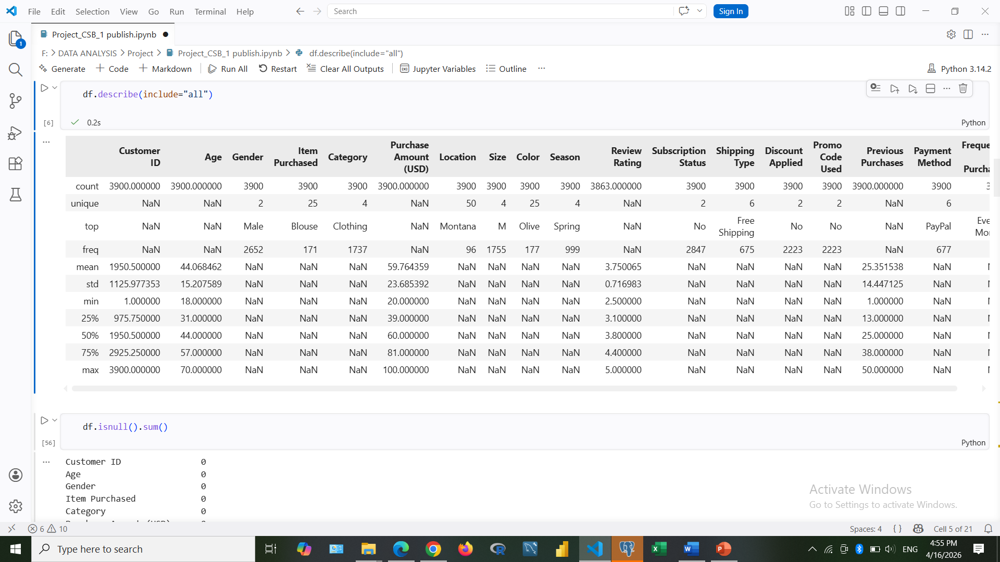 File Edit Selection View Go Run Terminal Help Search Sign In
Project_CSB_1 publish.ipynb
F: > DATA ANALYSIS > Project > Project_CSB_1 publish.ipynb > df.describe(include="all")
Generate + Code + Markdown Run All Restart Clear All Outputs Jupyter Variables Outline ... Python 3.14.2
df.describe(include="all")
[6] 0.2s Python
Customer ID Age Gender Item Purchased Category Purchase Amount (USD) Location Size Color Season Review Rating Subscription Status Shipping Type Discount Applied Promo Code Used Previous Purchases Payment Method Freque Purcha
count 3900.000000 3900.000000 3900 3900 3900 3900.000000 3900 3900 3900 3900 3863.000000 3900 3900 3900 3900 3900.000000 3900 3
unique NaN NaN 2 25 4 NaN 50 4 25 4 NaN 2 6 2 2 NaN 6
top NaN NaN Male Blouse Clothing NaN Montana M Olive Spring NaN No Free Shipping No No NaN PayPal Eve Mo
freq NaN NaN 2652 171 1737 NaN 96 1755 177 999 NaN 2847 675 2223 2223 NaN 677
mean 1950.500000 44.068462 NaN NaN NaN 59.764359 NaN NaN NaN NaN 3.750065 NaN NaN NaN NaN 25.351538 NaN
std 1125.977353 15.207589 NaN NaN NaN 23.685392 NaN NaN NaN NaN 0.716983 NaN NaN NaN NaN 14.447125 NaN
min 1.000000 18.000000 NaN NaN NaN 20.000000 NaN NaN NaN NaN 2.500000 NaN NaN NaN NaN 1.000000 NaN
25% 975.750000 31.000000 NaN NaN NaN 39.000000 NaN NaN NaN NaN 3.100000 NaN NaN NaN NaN 13.000000 NaN
50% 1950.500000 44.000000 NaN NaN NaN 60.000000 NaN NaN NaN NaN 3.800000 NaN NaN NaN NaN 25.000000 NaN
75% 2925.250000 57.000000 NaN NaN NaN 81.000000 NaN NaN NaN NaN 4.400000 NaN NaN NaN NaN 38.000000 NaN
max 3900.000000 70.000000 NaN NaN NaN 100.000000 NaN NaN NaN NaN 5.000000 NaN NaN NaN NaN 50.000000 NaN
df.isnull().sum()
[56] Python
Customer ID 0
Age 0
Gender 0
Item Purchased 0
Category 0
Activate Windows
Go to Settings to activate Windows.
6 10 Spaces: 4 { } Cell 5 of 21
Type here to search ENG 4:55 PM
4/16/2026